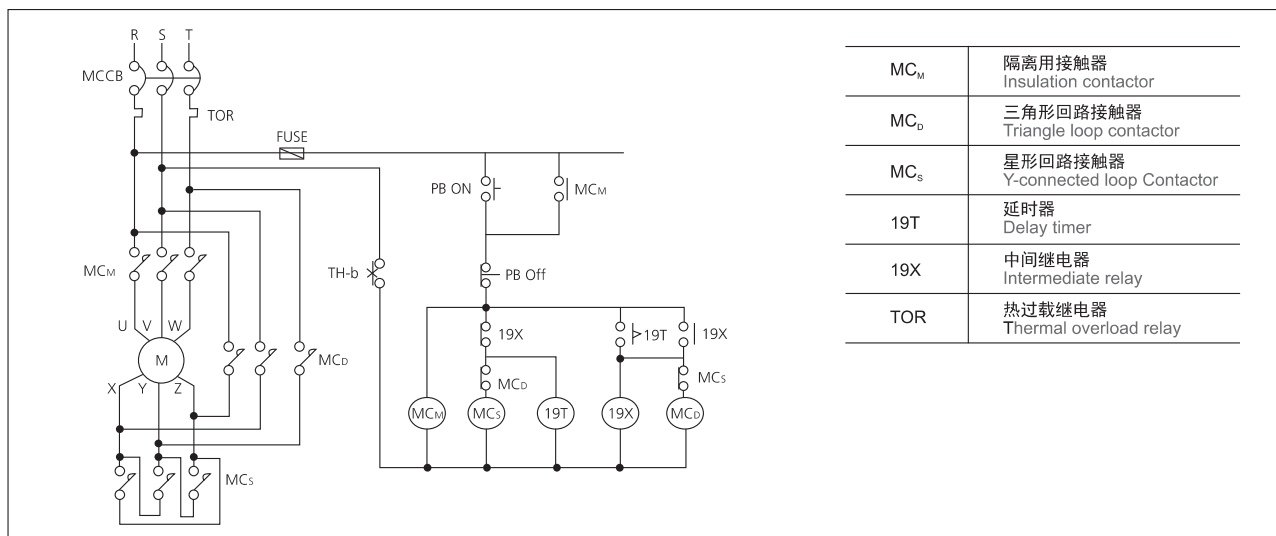 R S T
MCCB
TOR
FUSE
PB ON
MCM
MCM
TH-b
PB Off
U V W
M
X Y Z
MCD
19X
19T
19X
MCD
MCS
MCM
MCS
19T
19X
MCD
MCS
MCM
隔离用接触器
Insulation contactor
MCD
三角形回路接触器
Triangle loop contactor
MCs
星形回路接触器
Y-connected loop Contactor
19T
延时器
Delay timer
19X
中间继电器
Intermediate relay
TOR
热过载继电器
Thermal overload relay